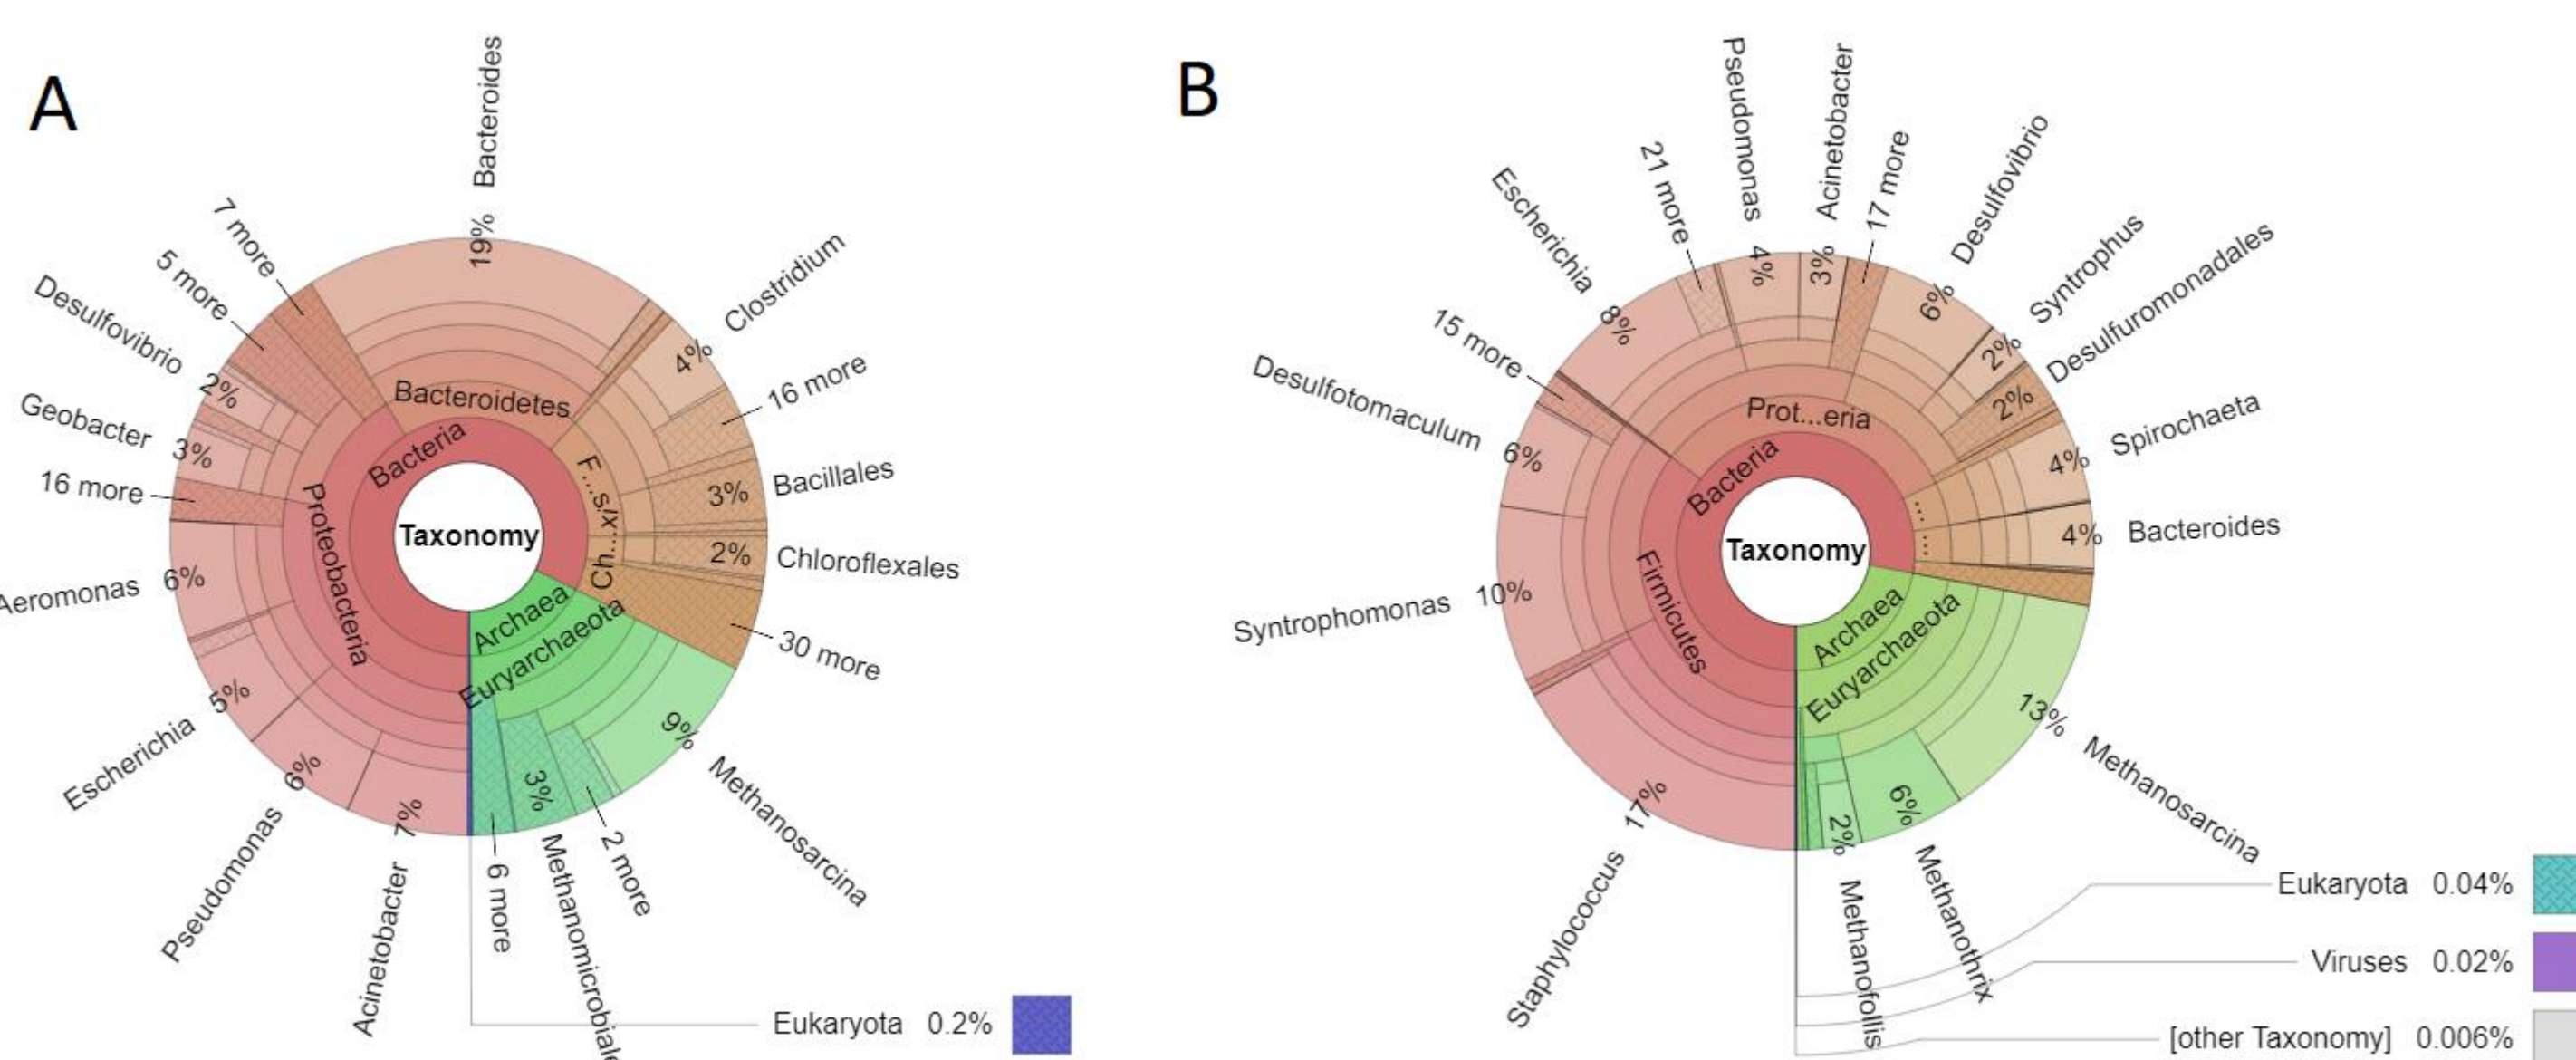 A
Bacteroides
19%
7 more
5 more
Desulfovibrio
2%
Geobacter
3%
16 more
Aeromonas
6%
Escherichia
5%
Pseudomonas
6%
Acinetobacter
7%
Clostridium
4%
16 more
Bacillales
3%
Chloroflexales
2%
30 more
Methanosarcina
9%
2 more
Methanomicrobiale
3%
6 more
Bacteroidetes
Bacteria
Proteobacteria
F...s
Ch....xi
Taxonomy
Archaea
Euryarchaeota
Eukaryota 0.2%
B
Pseudomonas
4%
Acinetobacter
3%
17 more
Desulfovibrio
6%
Syntrophus
2%
Desulfuromonadales
2%
Spirochaeta
4%
Bacteroides
4%
21 more
Escherichia
8%
15 more
Desulfotomaculum
6%
Syntrophomonas
10%
Staphylococcus
17%
Prot...eria
Bacteria
Firmicutes
...
....
Taxonomy
Archaea
Euryarchaeota
Methanosarcina
13%
Methanothrix
6%
Methanofollis
2%
Eukaryota 0.04%
Viruses 0.02%
[other Taxonomy] 0.006%